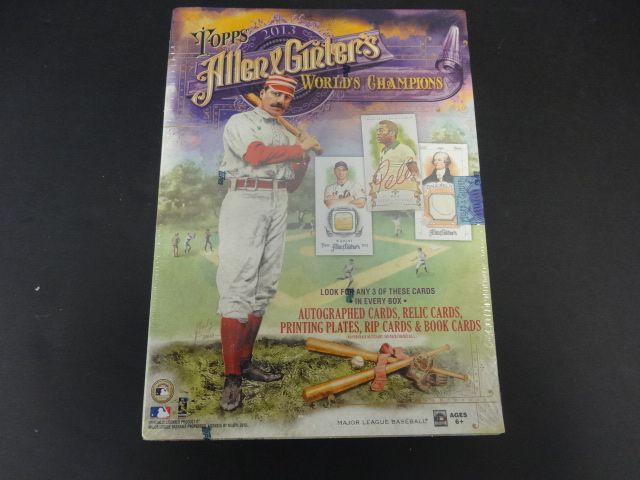 TOPPS
2013
Allen & Ginter's
WORLD'S CHAMPIONS
Pelé
LOOK FOR ANY 3 OF THESE CARDS
• IN EVERY BOX •
AUTOGRAPHED CARDS, RELIC CARDS,
PRINTING PLATES, RIP CARDS & BOOK CARDS
MAJOR LEAGUE BASEBALL
AGES
6+